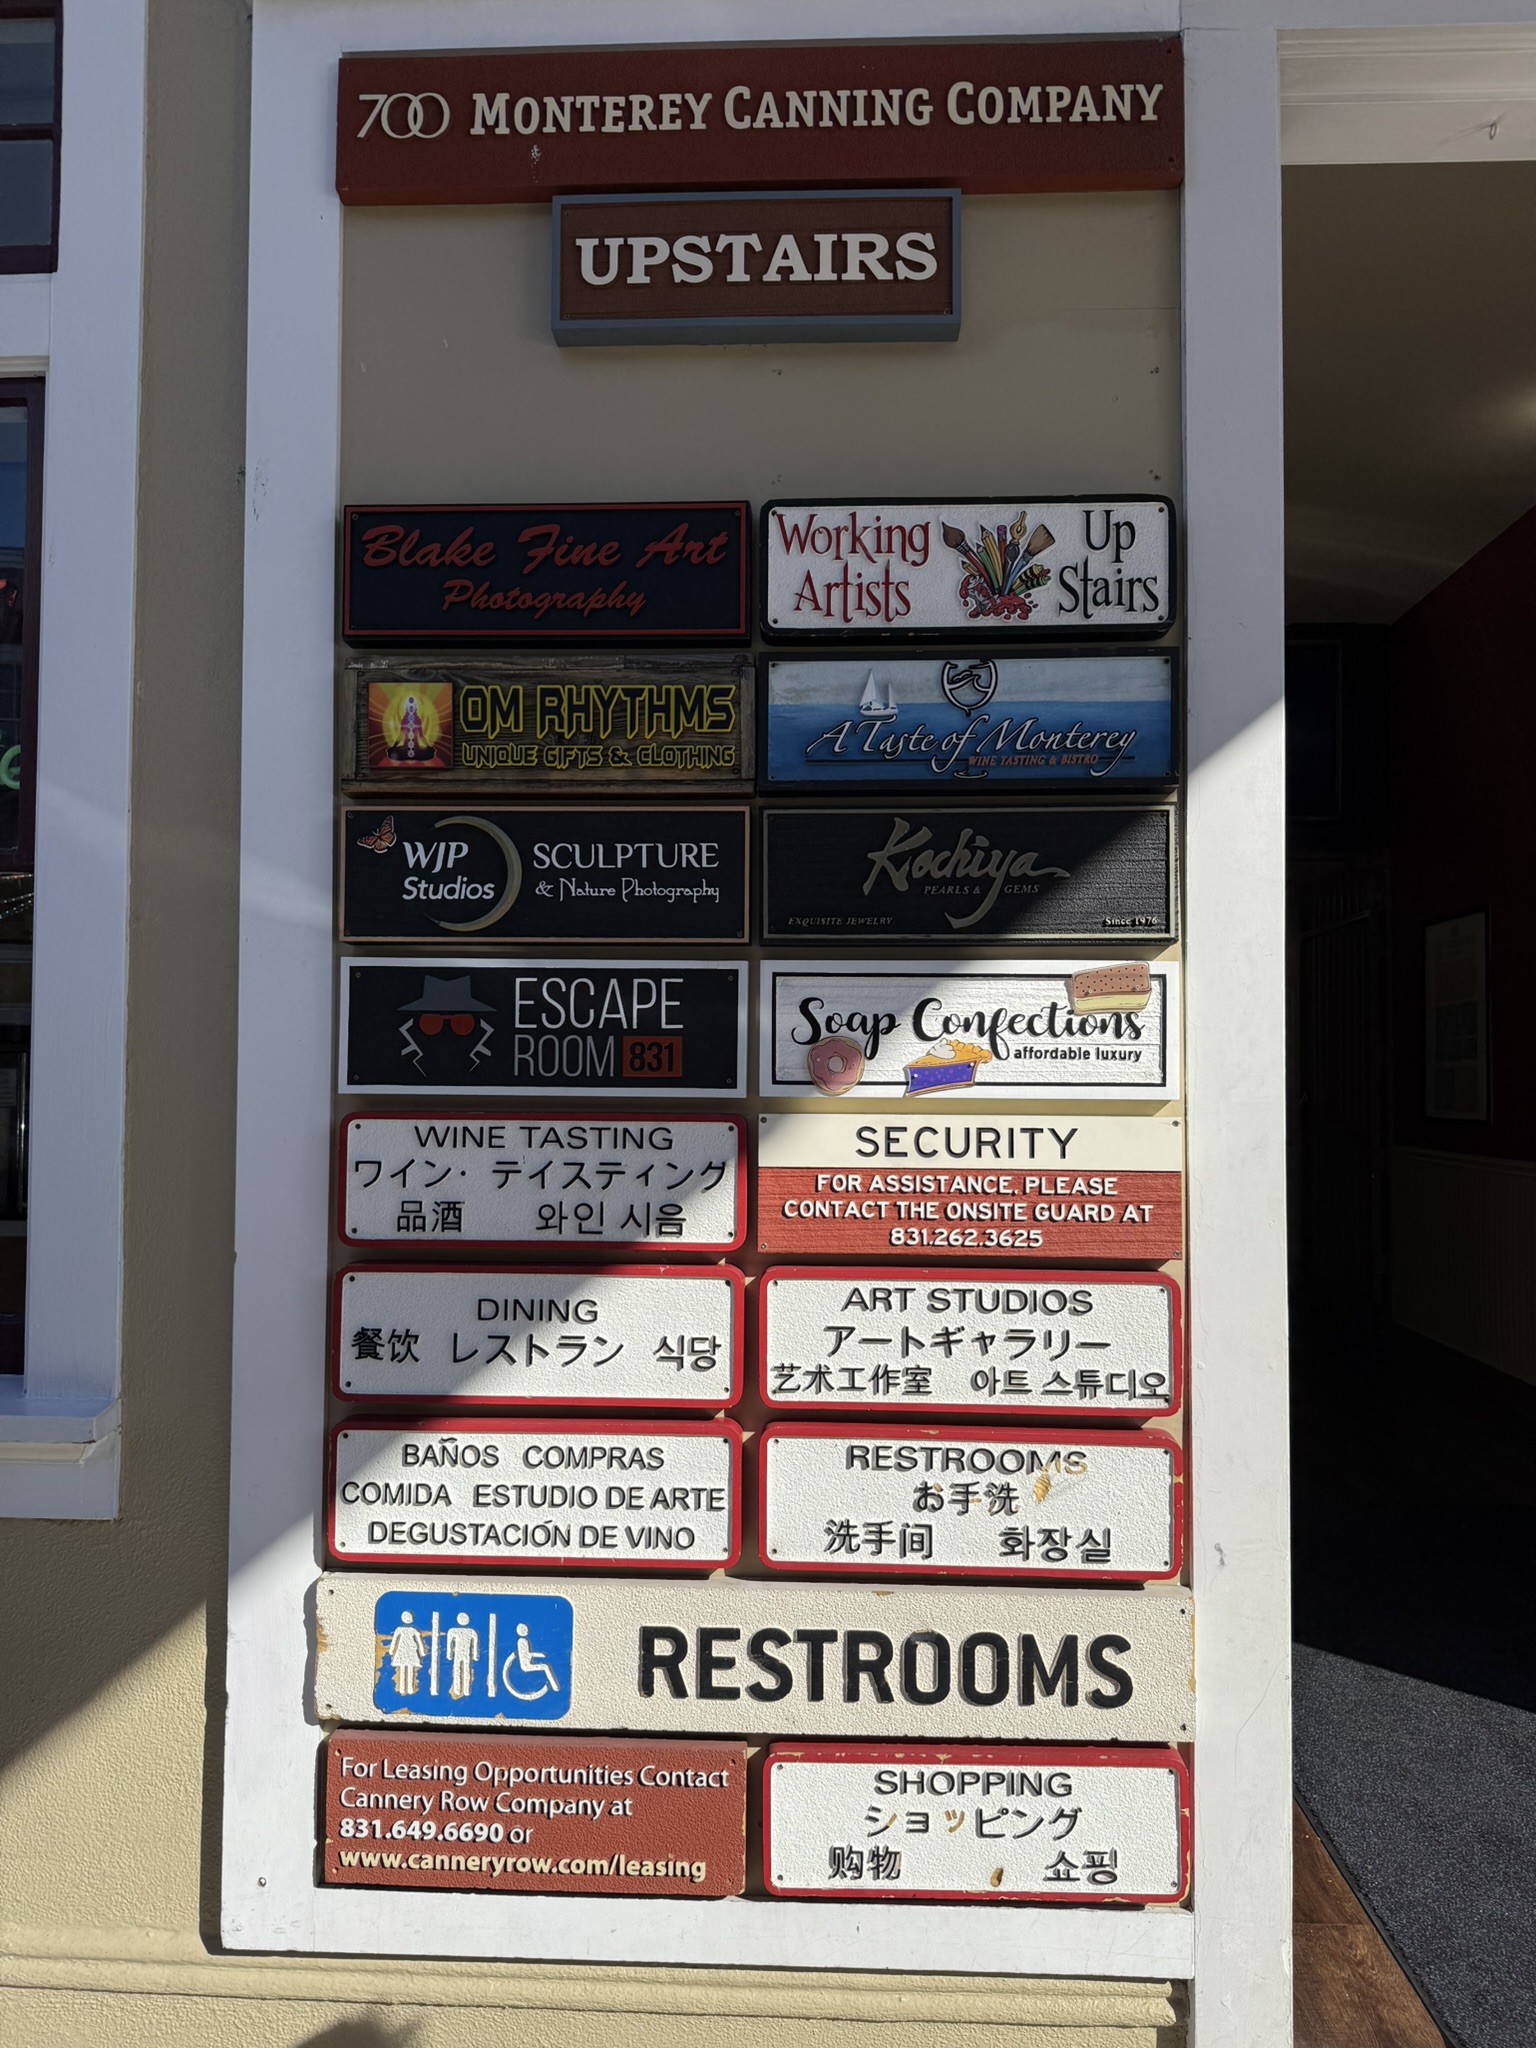 700 MONTEREY CANNING COMPANY
UPSTAIRS
Blake Fine Art
Photography
Working
Artists
Up
Stairs
OM RHYTHMS
UNIQUE GIFTS & CLOTHING
A Taste of Monterey
WINE TASTING & BISTRO
WJP
Studios
SCULPTURE
& Nature Photography
Kochiya
PEARLS & GEMS
EXQUISITE JEWELRY
Since 1976
ESCAPE
ROOM 831
Soap Confections
affordable luxury
WINE TASTING
ワイン・テイスティング
品酒 와인 시음
SECURITY
FOR ASSISTANCE, PLEASE
CONTACT THE ONSITE GUARD AT
831.262.3625
DINING
餐饮 レストラン 식당
ART STUDIOS
アートギャラリー
艺术工作室 아트 스튜디오
BAÑOS COMPRAS
COMIDA ESTUDIO DE ARTE
DEGUSTACIÓN DE VINO
RESTROOMS
お手洗
洗手间 화장실
RESTROOMS
For Leasing Opportunities Contact
Cannery Row Company at
831.649.6690 or
www.canneryrow.com/leasing
SHOPPING
ショッピング
购物 쇼핑